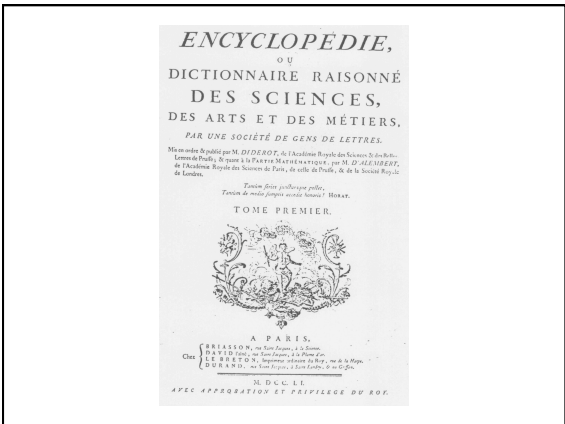 ENCYCLOPÉDIE,
OU
DICTIONNAIRE RAISONNÉ
DES SCIENCES,
DES ARTS ET DES MÉTIERS,
PAR UNE SOCIÉTÉ DE GENS DE LETTRES.
Mis en ordre & publié par M. DIDEROT, de l'Académie Royale des Sciences & des Belles-
Lettres de Prusse; & quant à la PARTIE MATHÉMATIQUE, par M. D'ALEMBERT,
de l'Académie Royale des Sciences de Paris, de celle de Prusse, & de la Société Royale
de Londres.
Tantùm series juncturaque pollet,
Tantùm de medio sumptis accedit honoris! HORAT.
TOME PREMIER.
A PARIS,
Chez
BRIASSON, rue Saint Jacques, à la Science.
DAVID l'aîné, rue Saint Jacques, à la Plume d'or.
LE BRETON, Imprimeur ordinaire du Roy, rue de la Harpe.
DURAND, rue Saint Jacques, à Saint Landry, & au Griffon.
M. DCC. LI.
AVEC APPROBATION ET PRIVILEGE DU ROY.